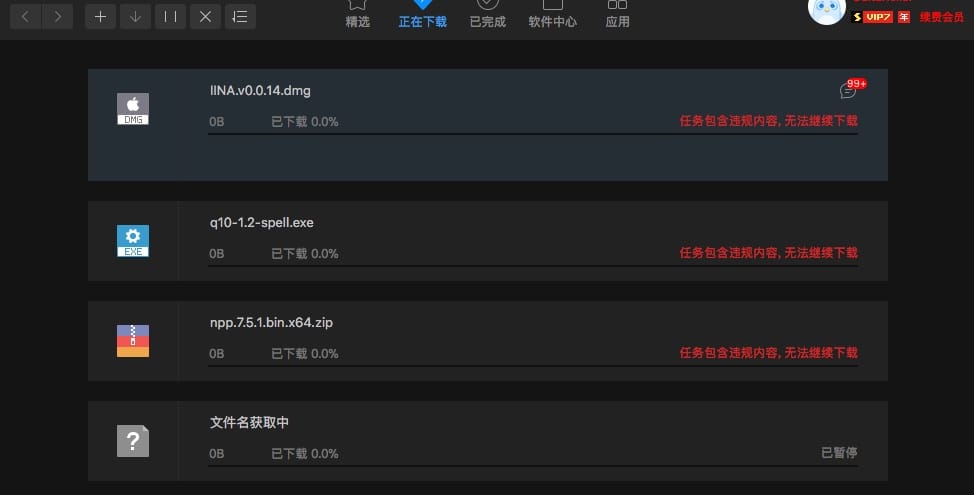 精选
正在下载
已完成
软件中心
应用
VIP7 年 续费会员
IINA.v0.0.14.dmg
99+
DMG
0B 已下载 0.0% 任务包含违规内容, 无法继续下载
q10-1.2-spell.exe
EXE
0B 已下载 0.0% 任务包含违规内容, 无法继续下载
npp.7.5.1.bin.x64.zip
0B 已下载 0.0% 任务包含违规内容, 无法继续下载
文件名获取中
?
0B 已下载 0.0% 已暂停